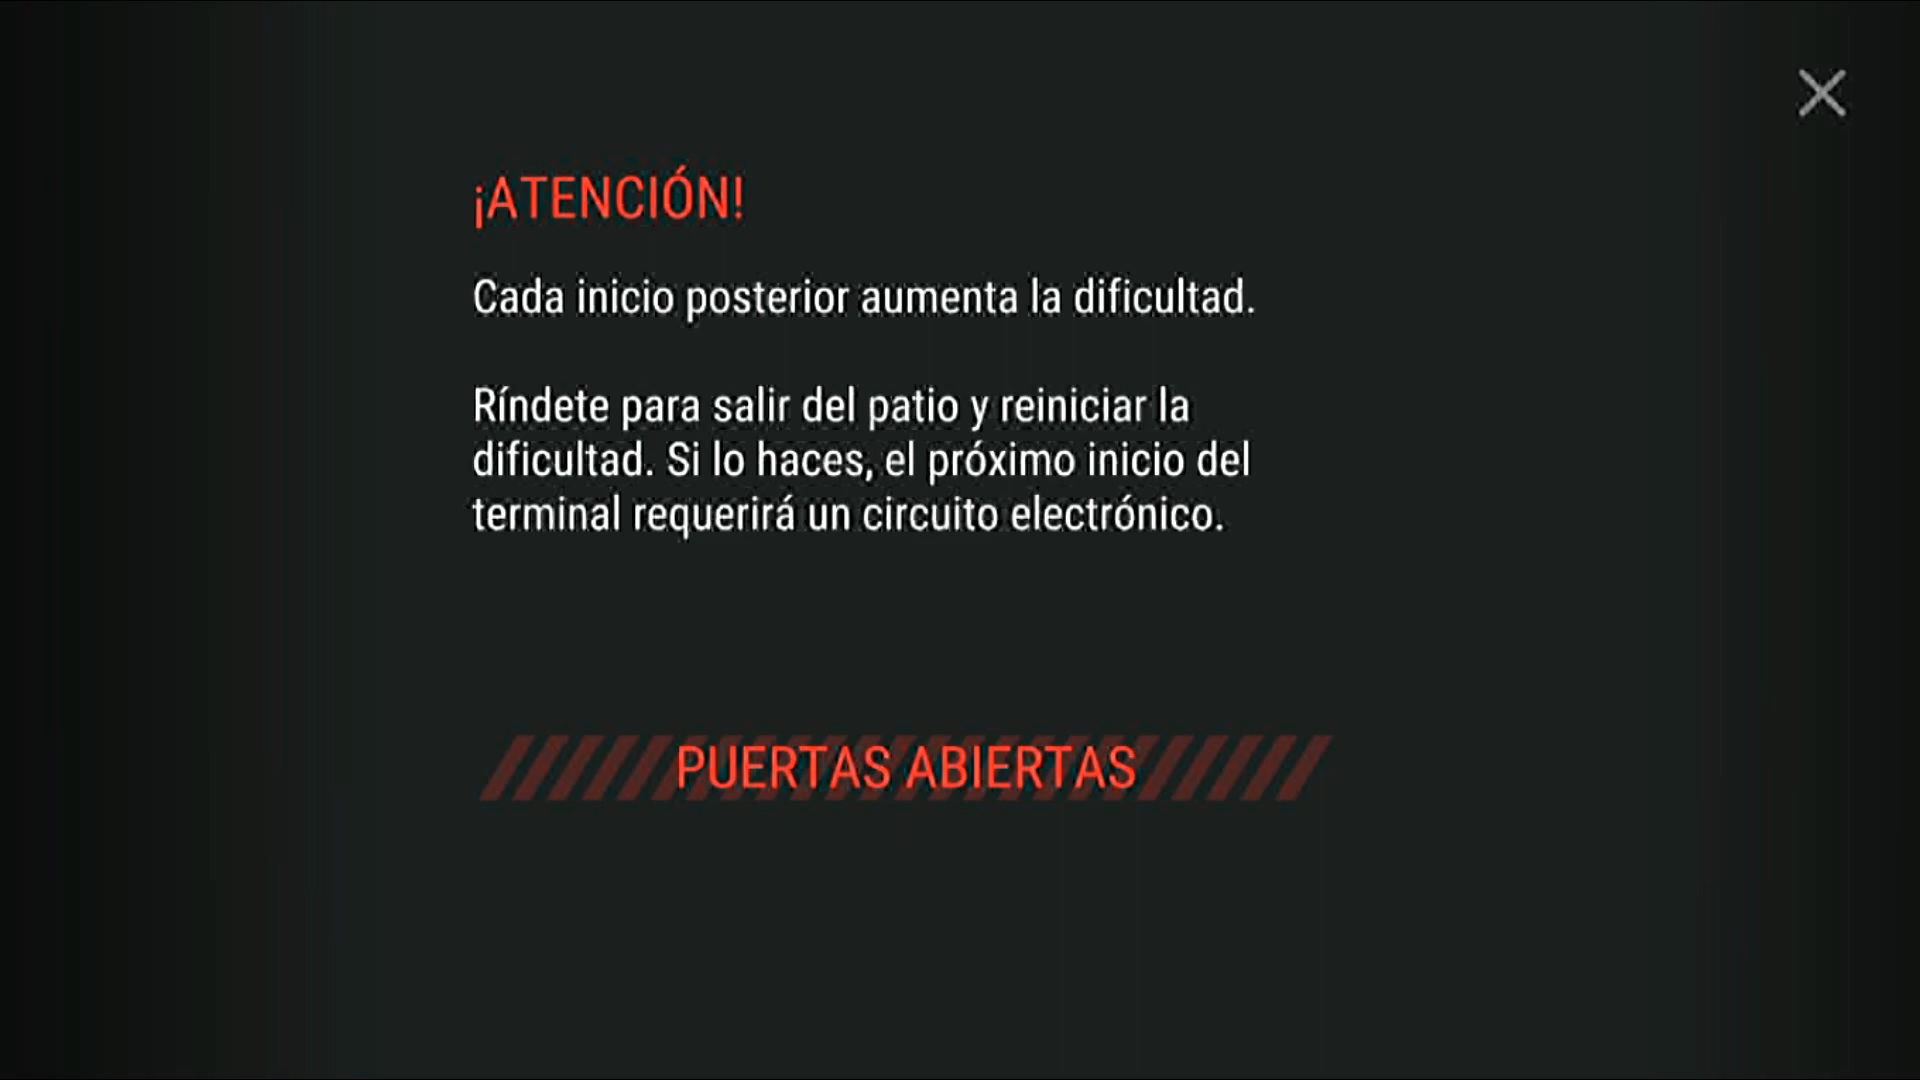 ¡ATENCIÓN!
Cada inicio posterior aumenta la dificultad.
Ríndete para salir del patio y reiniciar la
dificultad. Si lo haces, el próximo inicio del
terminal requerirá un circuito electrónico.
PUERTAS ABIERTAS